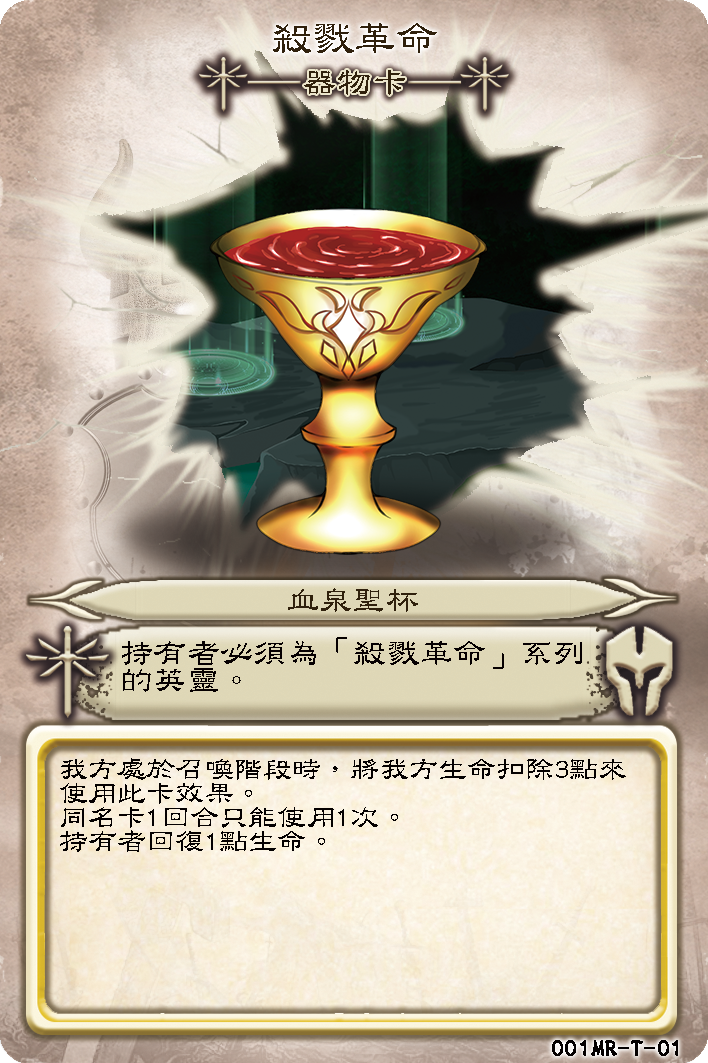 殺戮革命
器物卡
血泉聖杯
持有者必須為「殺戮革命」系列
的英靈。
我方處於召喚階段時，將我方生命扣除3點來
使用此卡效果。
同名卡1回合只能使用1次。
持有者回復1點生命。
001MR-T-01